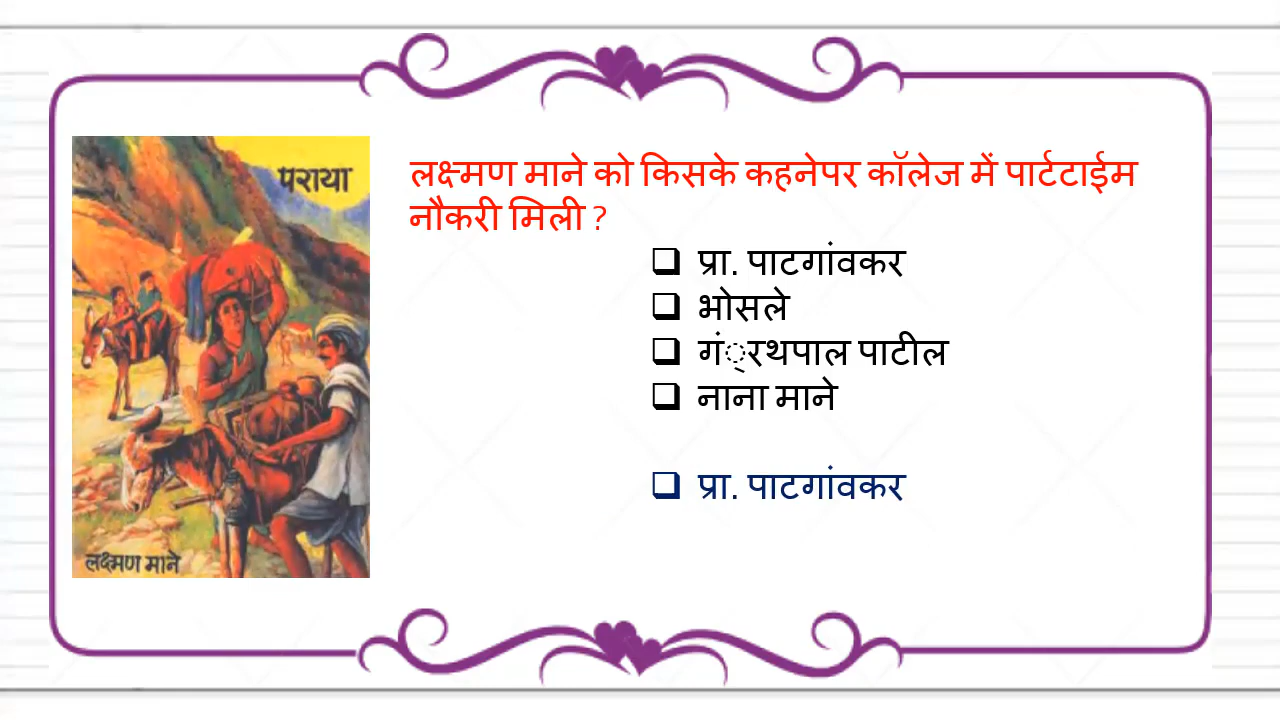 पराया
लक्ष्मण माने
लक्ष्मण माने को किसके कहनेपर कॉलेज में पार्टटाईम
नौकरी मिली ?
❑ प्रा. पाटगांवकर
❑ भोसले
❑ गं्रथपाल पाटील
❑ नाना माने
❑ प्रा. पाटगांवकर